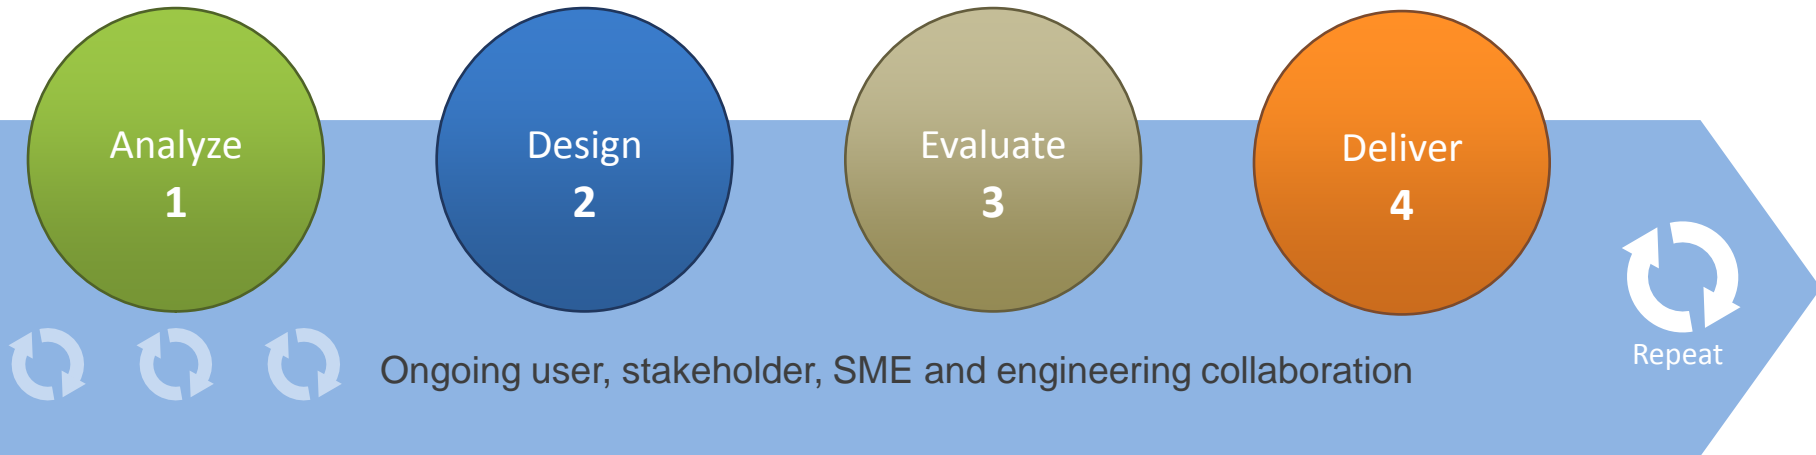 Analyze
1
Design
2
Evaluate
3
Deliver
4
Ongoing user, stakeholder, SME and engineering collaboration
Repeat